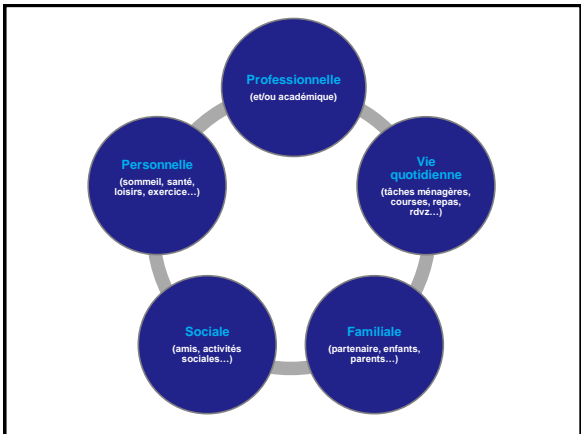 Professionnelle
(et/ou académique)
Vie
quotidienne
(tâches ménagères,
courses, repas,
rdvz...)
Familiale
(partenaire, enfants,
parents...)
Sociale
(amis, activités
sociales...)
Personnelle
(sommeil, santé,
loisirs, exercice...)